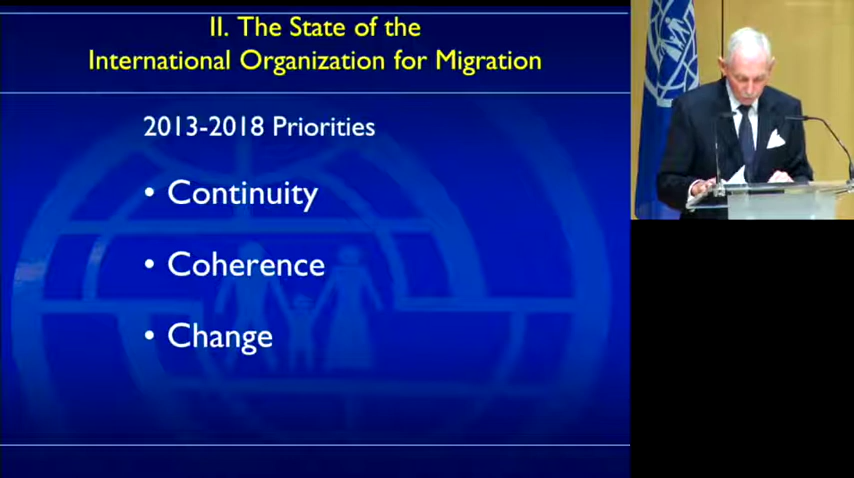 II. The State of the
International Organization for Migration
2013-2018 Priorities
• Continuity
• Coherence
• Change